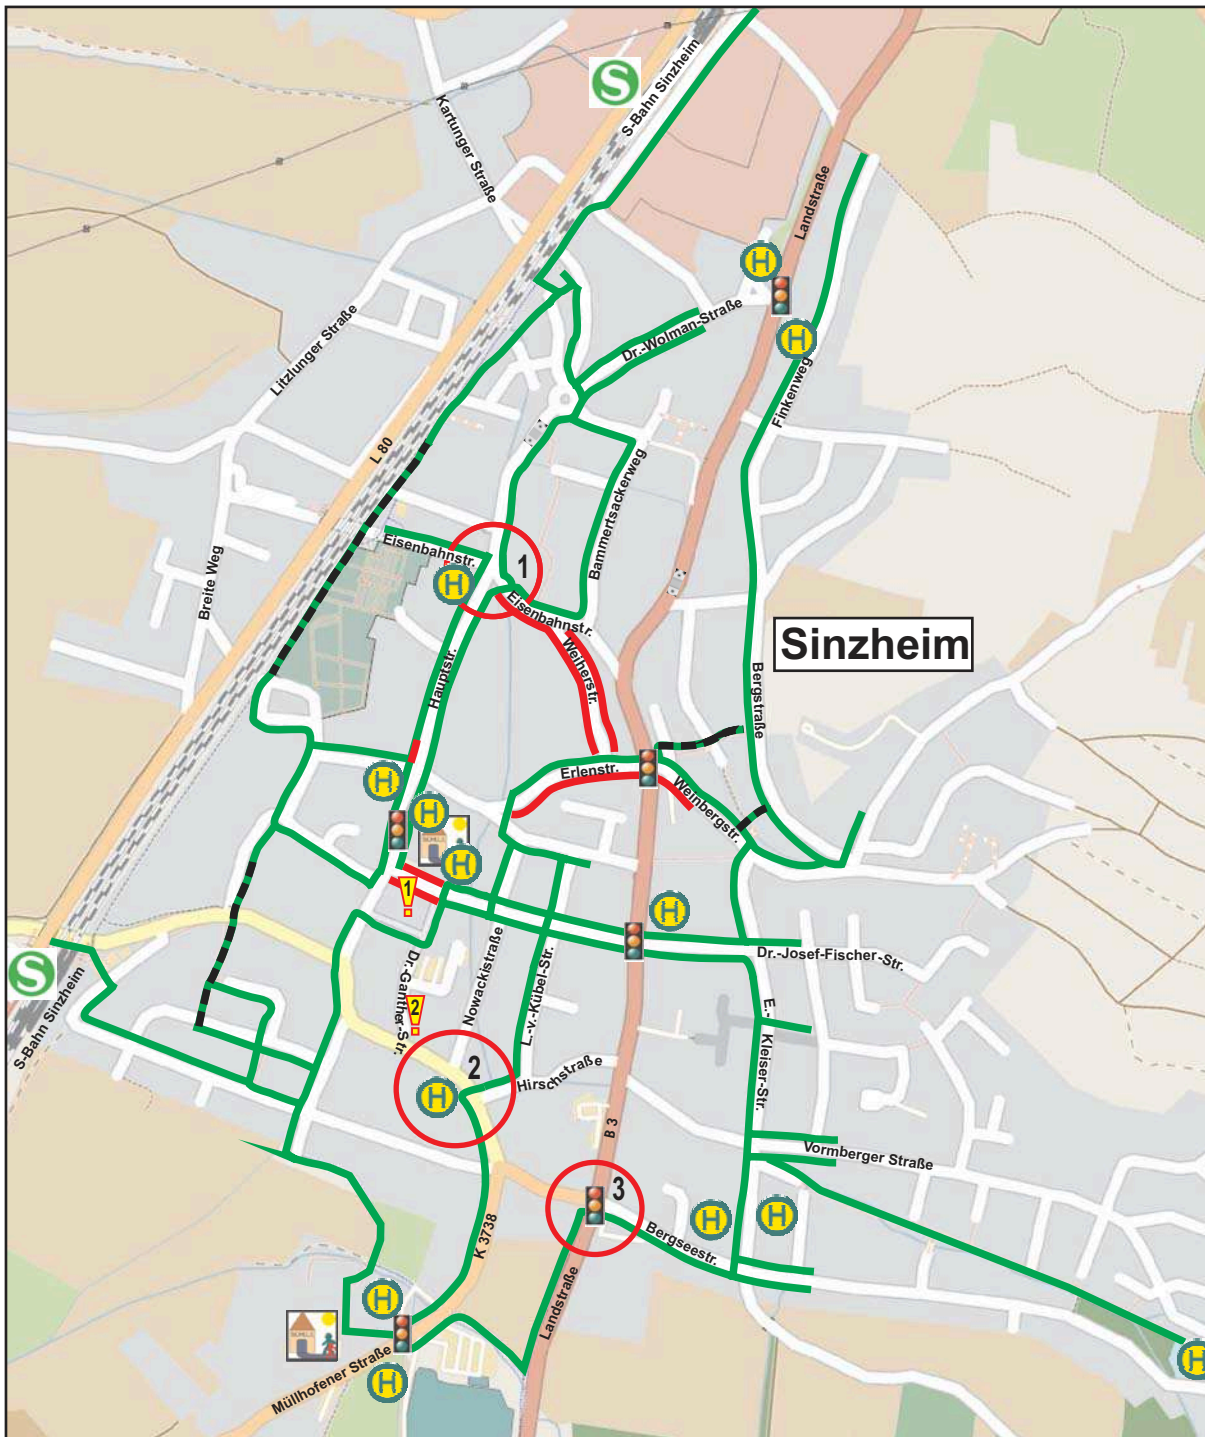 S
S-Bahn Sinzheim
Kartunger Straße
Landstraße
H
Dr.-Wolman-Straße
H
Litzlunger Straße
Finkenweg
L 80
Bammertsackerweg
Eisenbahnstr.
1
H
Breite Weg
Eisenbahnstr.
Sinzheim
Weiherstr.
Hauptstr.
Bergstraße
Erlenstr.
H
Weinbergstr.
H
H
1
H
Dr.-Josef-Fischer-Str.
S
S-Bahn Sinzheim
Dr.-Ganther-Str.
Nowackistraße
L.-v.-Kübel-Str.
2
E.-Kleiser-Str.
2
H
Hirschstraße
B 3
Vormberger Straße
3
H
H
Bergseestr.
K 3738
Landstraße
H
Müllhofener Straße
H
H